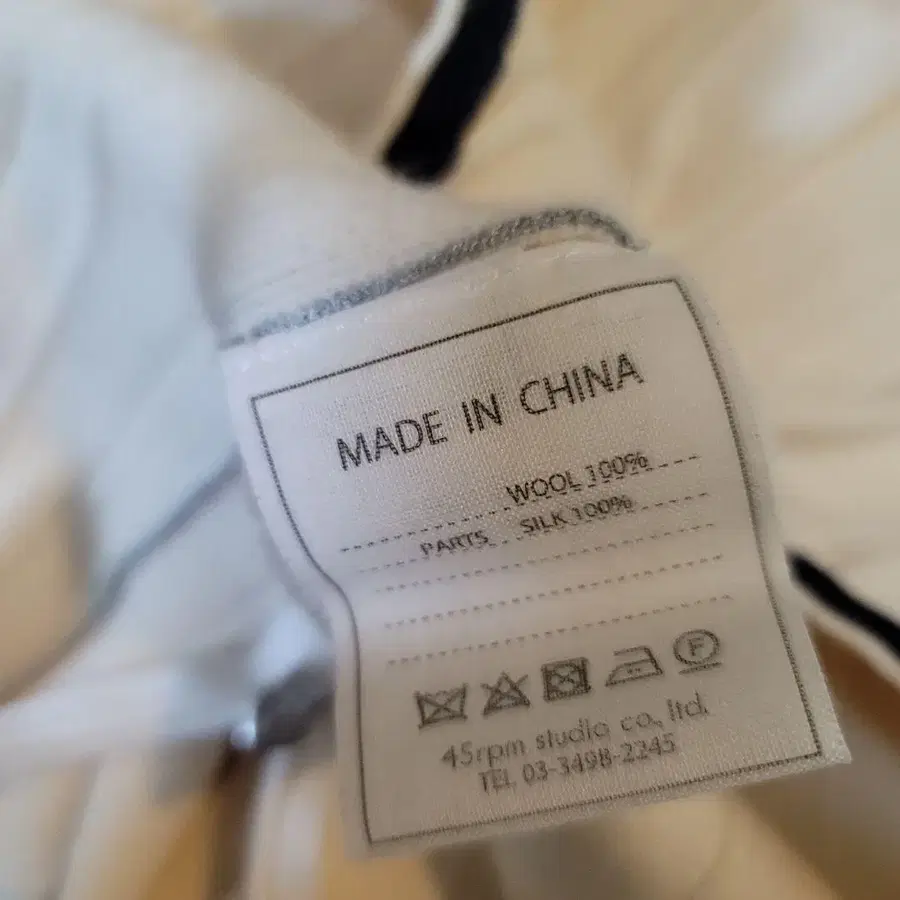 MADE IN CHINA
WOOL 100%
PARTS SILK 100%
F
45rpm studio co., ltd.
TEL 03-3498-2245